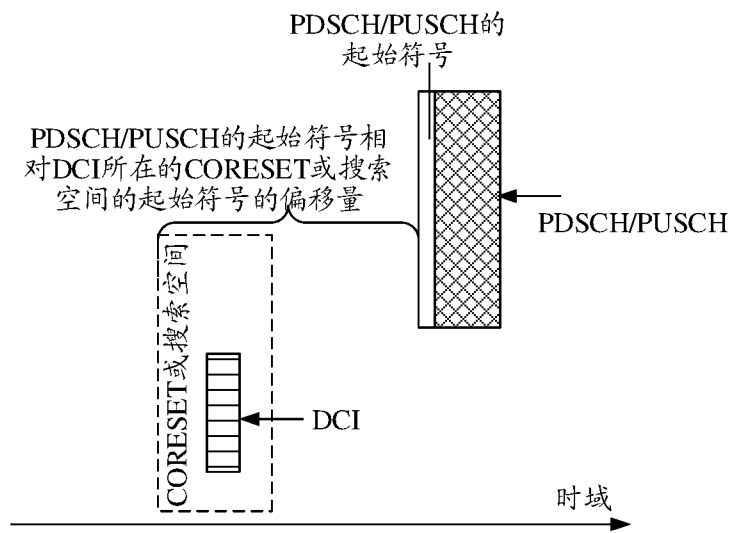 PDSCH/PUSCH的
起始符号
PDSCH/PUSCH的起始符号相
对DCI所在的CORESET或搜索
空间的起始符号的偏移量
PDSCH/PUSCH
CORESET或搜索空间
DCI
时域